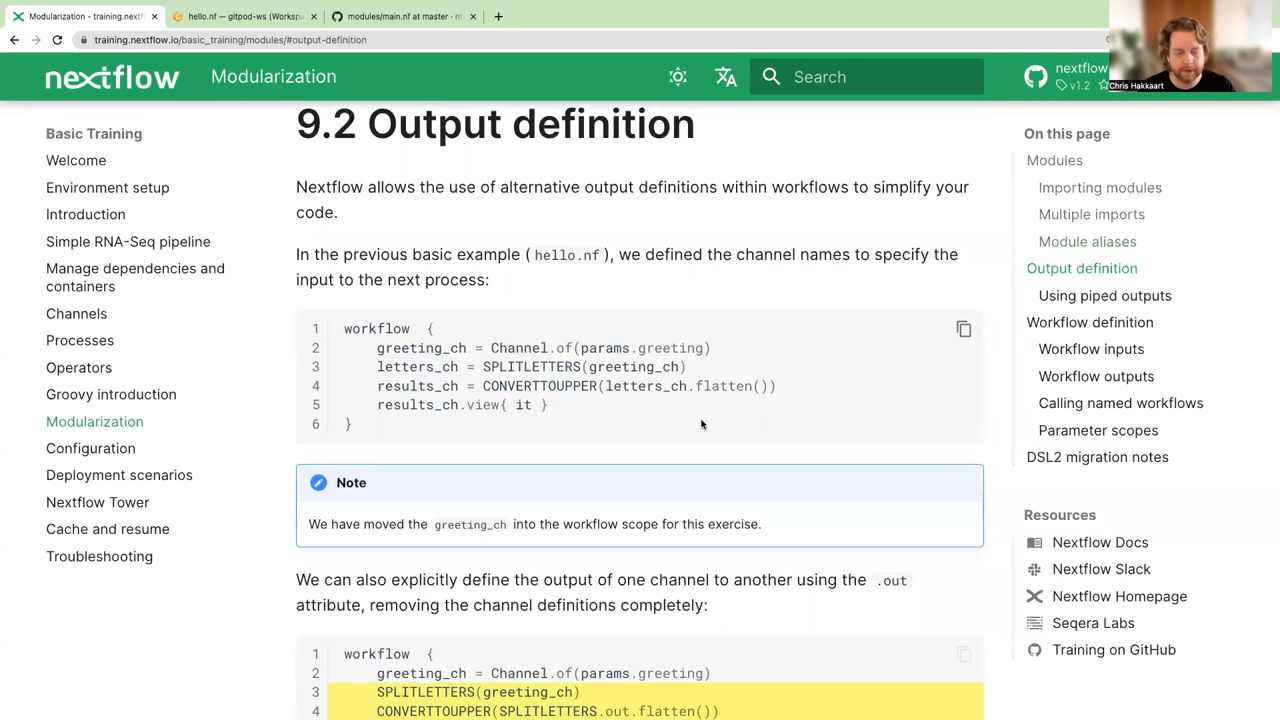 Modularization - training.nextf
hello.nf — gitpod-ws (Worksp
modules/main.nf at master · nf
training.nextflow.io/basic_training/modules/#output-definition
nextflow
Modularization
Search
nextflow
v1.2
Chris Hakkaart
Basic Training
Welcome
Environment setup
Introduction
Simple RNA-Seq pipeline
Manage dependencies and
containers
Channels
Processes
Operators
Groovy introduction
Modularization
Configuration
Deployment scenarios
Nextflow Tower
Cache and resume
Troubleshooting
9.2 Output definition
Nextflow allows the use of alternative output definitions within workflows to simplify your
code.
In the previous basic example ( hello.nf ), we defined the channel names to specify the
input to the next process:
1 workflow {
2 greeting_ch = Channel.of(params.greeting)
3 letters_ch = SPLITLETTERS(greeting_ch)
4 results_ch = CONVERTTOUPPER(letters_ch.flatten())
5 results_ch.view{ it }
6 }
Note
We have moved the greeting_ch into the workflow scope for this exercise.
We can also explicitly define the output of one channel to another using the .out
attribute, removing the channel definitions completely:
1 workflow {
2 greeting_ch = Channel.of(params.greeting)
3 SPLITLETTERS(greeting_ch)
4 CONVERTTOUPPER(SPLITLETTERS.out.flatten())
On this page
Modules
Importing modules
Multiple imports
Module aliases
Output definition
Using piped outputs
Workflow definition
Workflow inputs
Workflow outputs
Calling named workflows
Parameter scopes
DSL2 migration notes
Resources
Nextflow Docs
Nextflow Slack
Nextflow Homepage
Seqera Labs
Training on GitHub